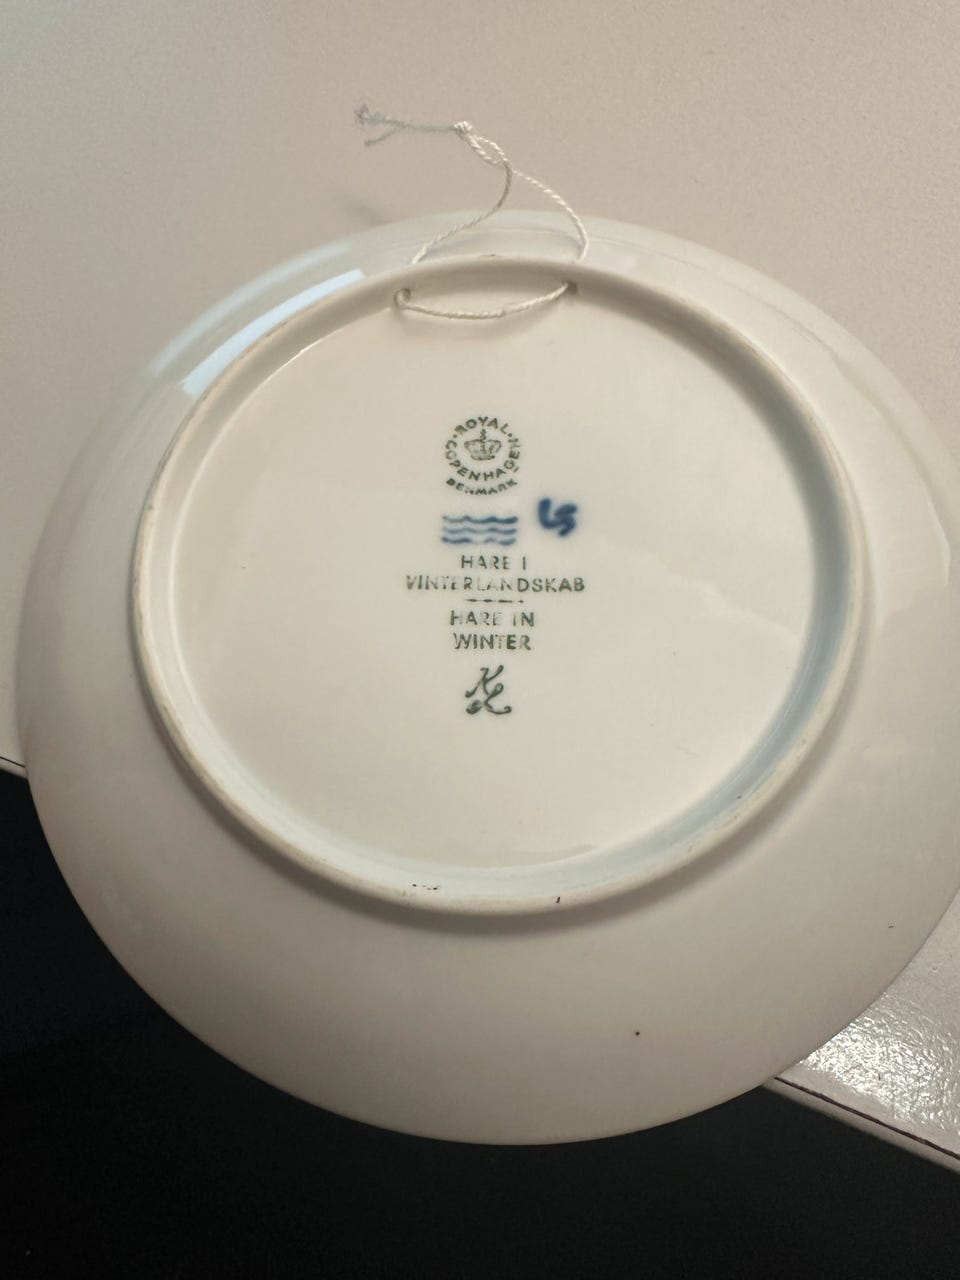 ROYAL
COPENHAGEN
DENMARK
HARE I
VINTERLANDSKAB
HARE IN
WINTER